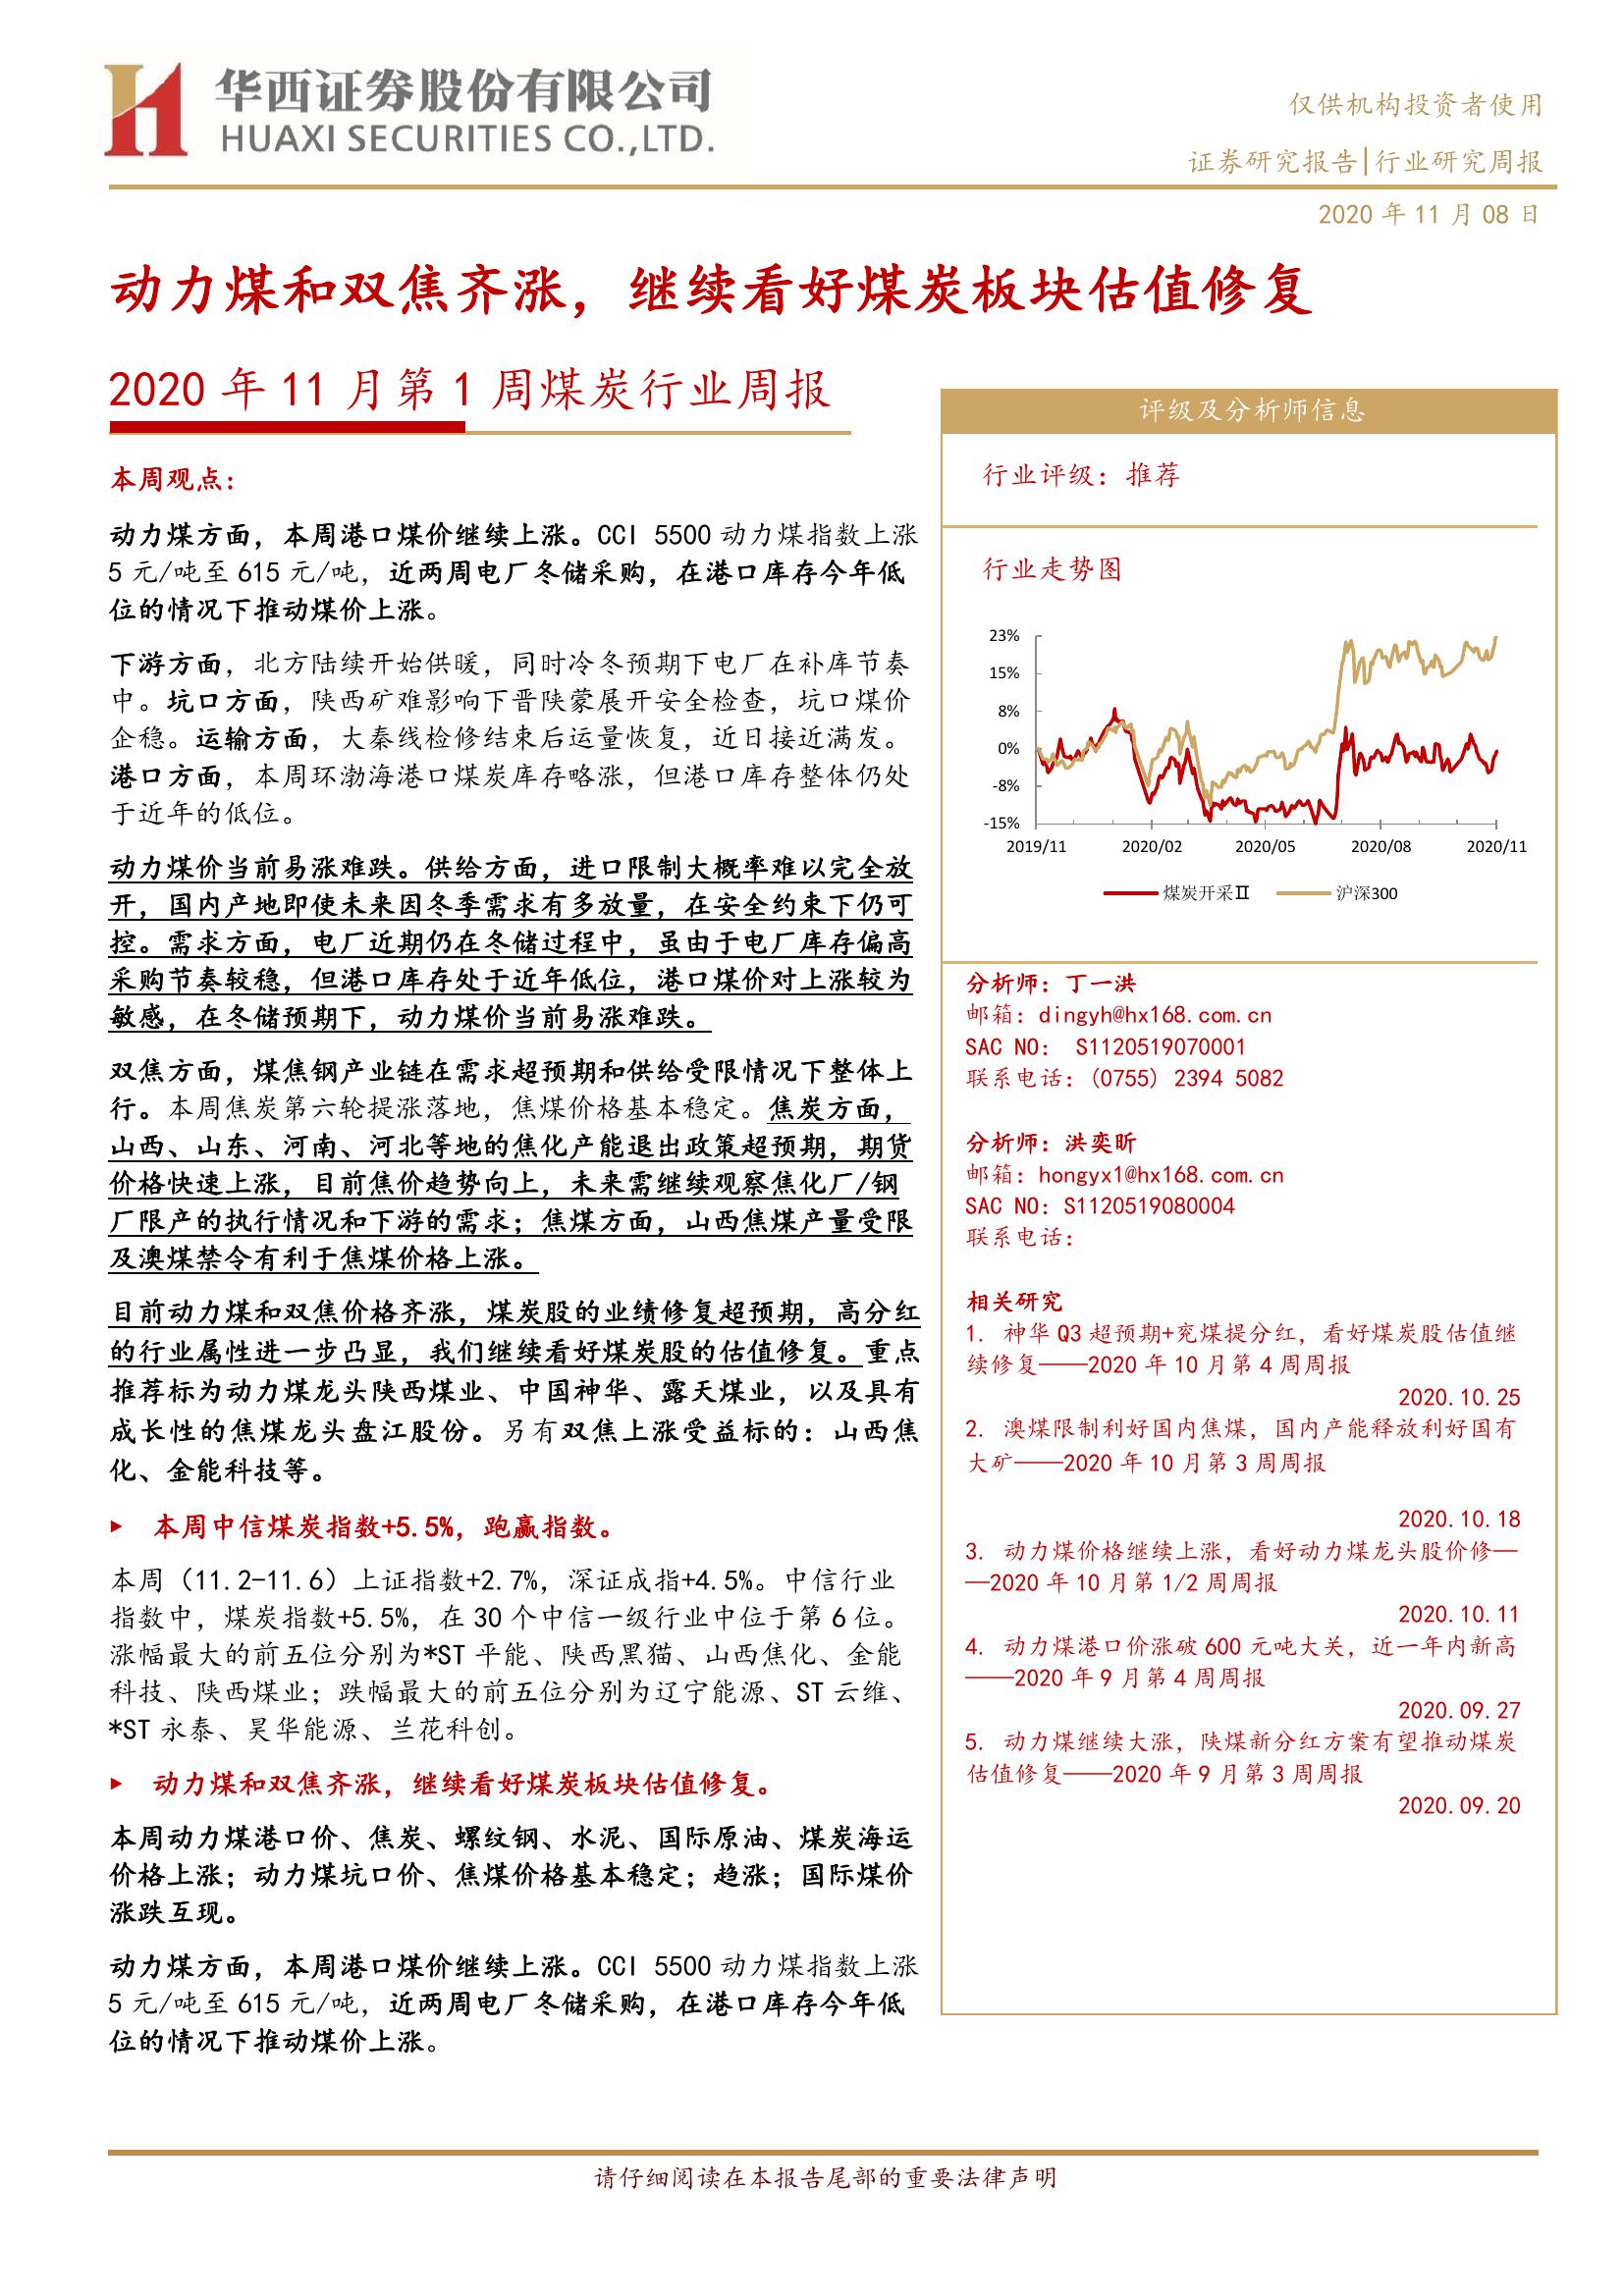 华西证券股份有限公司
HUAXI SECURITIES CO.,LTD.
仅供机构投资者使用
证券研究报告|行业研究周报
2020 年 11 月 08 日
动力煤和双焦齐涨，继续看好煤炭板块估值修复
2020 年 11 月第 1 周煤炭行业周报
本周观点：
动力煤方面，本周港口煤价继续上涨。CCI 5500 动力煤指数上涨
5 元/吨至 615 元/吨，近两周电厂冬储采购，在港口库存今年低
位的情况下推动煤价上涨。
下游方面，北方陆续开始供暖，同时冷冬预期下电厂在补库节奏
中。坑口方面，陕西矿难影响下晋陕蒙展开安全检查，坑口煤价
企稳。运输方面，大秦线检修结束后运量恢复，近日接近满发。
港口方面，本周环渤海港口煤炭库存略涨，但港口库存整体仍处
于近年的低位。
动力煤价当前易涨难跌。供给方面，进口限制大概率难以完全放
开，国内产地即使未来因冬季需求有多放量，在安全约束下仍可
控。需求方面，电厂近期仍在冬储过程中，虽由于电厂库存偏高
采购节奏较稳，但港口库存处于近年低位，港口煤价对上涨较为
敏感，在冬储预期下，动力煤价当前易涨难跌。
双焦方面，煤焦钢产业链在需求超预期和供给受限情况下整体上
行。本周焦炭第六轮提涨落地，焦煤价格基本稳定。焦炭方面，
山西、山东、河南、河北等地的焦化产能退出政策超预期，期货
价格快速上涨，目前焦价趋势向上，未来需继续观察焦化厂/钢
厂限产的执行情况和下游的需求；焦煤方面，山西焦煤产量受限
及澳煤禁令有利于焦煤价格上涨。
目前动力煤和双焦价格齐涨，煤炭股的业绩修复超预期，高分红
的行业属性进一步凸显，我们继续看好煤炭股的估值修复。重点
推荐标为动力煤龙头陕西煤业、中国神华、露天煤业，以及具有
成长性的焦煤龙头盘江股份。另有双焦上涨受益标的：山西焦
化、金能科技等。
▸ 本周中信煤炭指数+5.5%，跑赢指数。
本周（11.2-11.6）上证指数+2.7%，深证成指+4.5%。中信行业
指数中，煤炭指数+5.5%，在 30 个中信一级行业中位于第 6 位。
涨幅最大的前五位分别为*ST 平能、陕西黑猫、山西焦化、金能
科技、陕西煤业；跌幅最大的前五位分别为辽宁能源、ST 云维、
*ST 永泰、昊华能源、兰花科创。
▸ 动力煤和双焦齐涨，继续看好煤炭板块估值修复。
本周动力煤港口价、焦炭、螺纹钢、水泥、国际原油、煤炭海运
价格上涨；动力煤坑口价、焦煤价格基本稳定；趋涨；国际煤价
涨跌互现。
动力煤方面，本周港口煤价继续上涨。CCI 5500 动力煤指数上涨
5 元/吨至 615 元/吨，近两周电厂冬储采购，在港口库存今年低
位的情况下推动煤价上涨。
评级及分析师信息
行业评级：推荐
行业走势图
23%
15%
8%
0%
-8%
-15%
2019/11 2020/02 2020/05 2020/08 2020/11
煤炭开采Ⅱ 沪深300
分析师：丁一洪
邮箱：dingyh@hx168.com.cn
SAC NO： S1120519070001
联系电话：(0755) 2394 5082
分析师：洪奕昕
邮箱：hongyx1@hx168.com.cn
SAC NO：S1120519080004
联系电话：
相关研究
1. 神华 Q3 超预期+兖煤提分红，看好煤炭股估值继
续修复——2020 年 10 月第 4 周周报
2020.10.25
2. 澳煤限制利好国内焦煤，国内产能释放利好国有
大矿——2020 年 10 月第 3 周周报
2020.10.18
3. 动力煤价格继续上涨，看好动力煤龙头股价修—
—2020 年 10 月第 1/2 周周报
2020.10.11
4. 动力煤港口价涨破 600 元吨大关，近一年内新高
——2020 年 9 月第 4 周周报
2020.09.27
5. 动力煤继续大涨，陕煤新分红方案有望推动煤炭
估值修复——2020 年 9 月第 3 周周报
2020.09.20
请仔细阅读在本报告尾部的重要法律声明